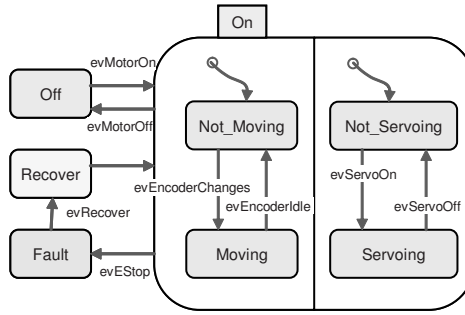 On
evMotorOn
Off
evMotorOff
Not_Moving
Not_Servoing
Recover
evEncoderChanges
evServoOn
evRecover
evEncoderIdle
evServoOff
Fault
evEStop
Moving
Servoing